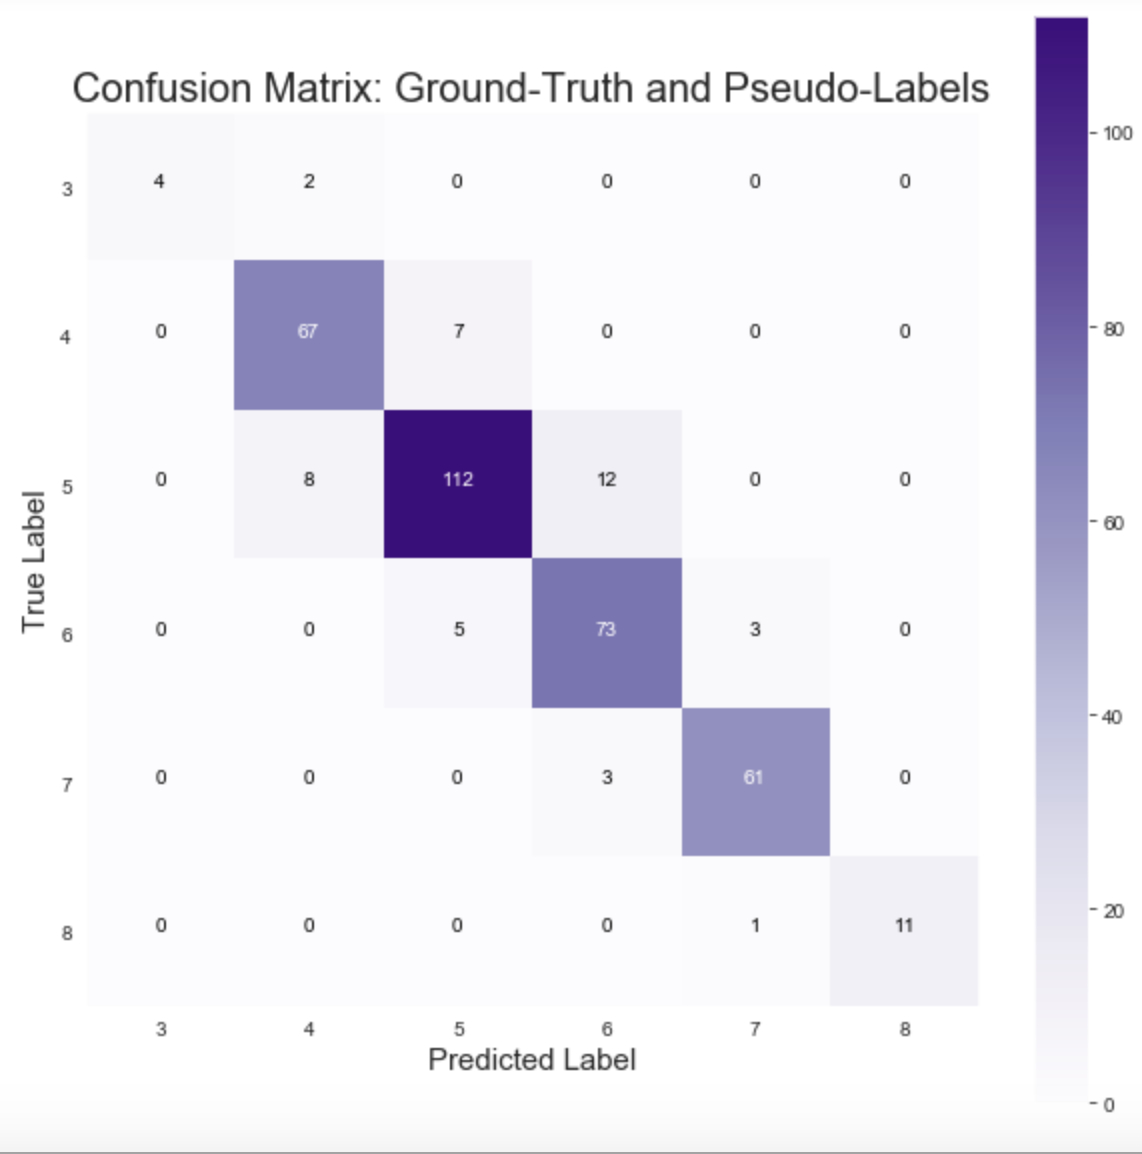 Confusion Matrix: Ground-Truth and Pseudo-Labels
3 4 2 0 0 0 0
4 0 67 7 0 0 0
5 0 8 112 12 0 0
6 0 0 5 73 3 0
7 0 0 0 3 61 0
8 0 0 0 0 1 11
3 4 5 6 7 8
True Label
Predicted Label
100
80
60
40
20
0